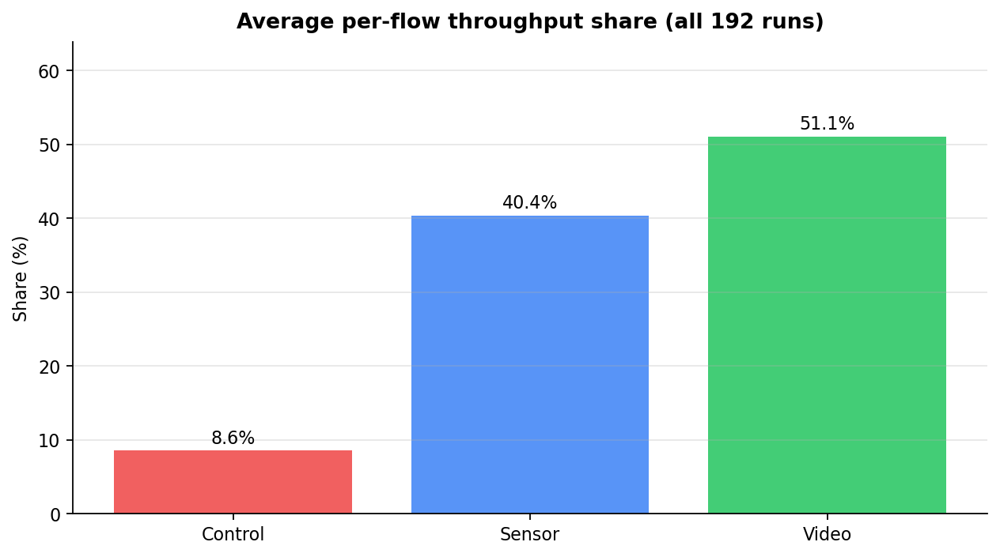 Average per-flow throughput share (all 192 runs)
Share (%)
60
50
40
30
20
10
0
8.6%
40.4%
51.1%
Control
Sensor
Video